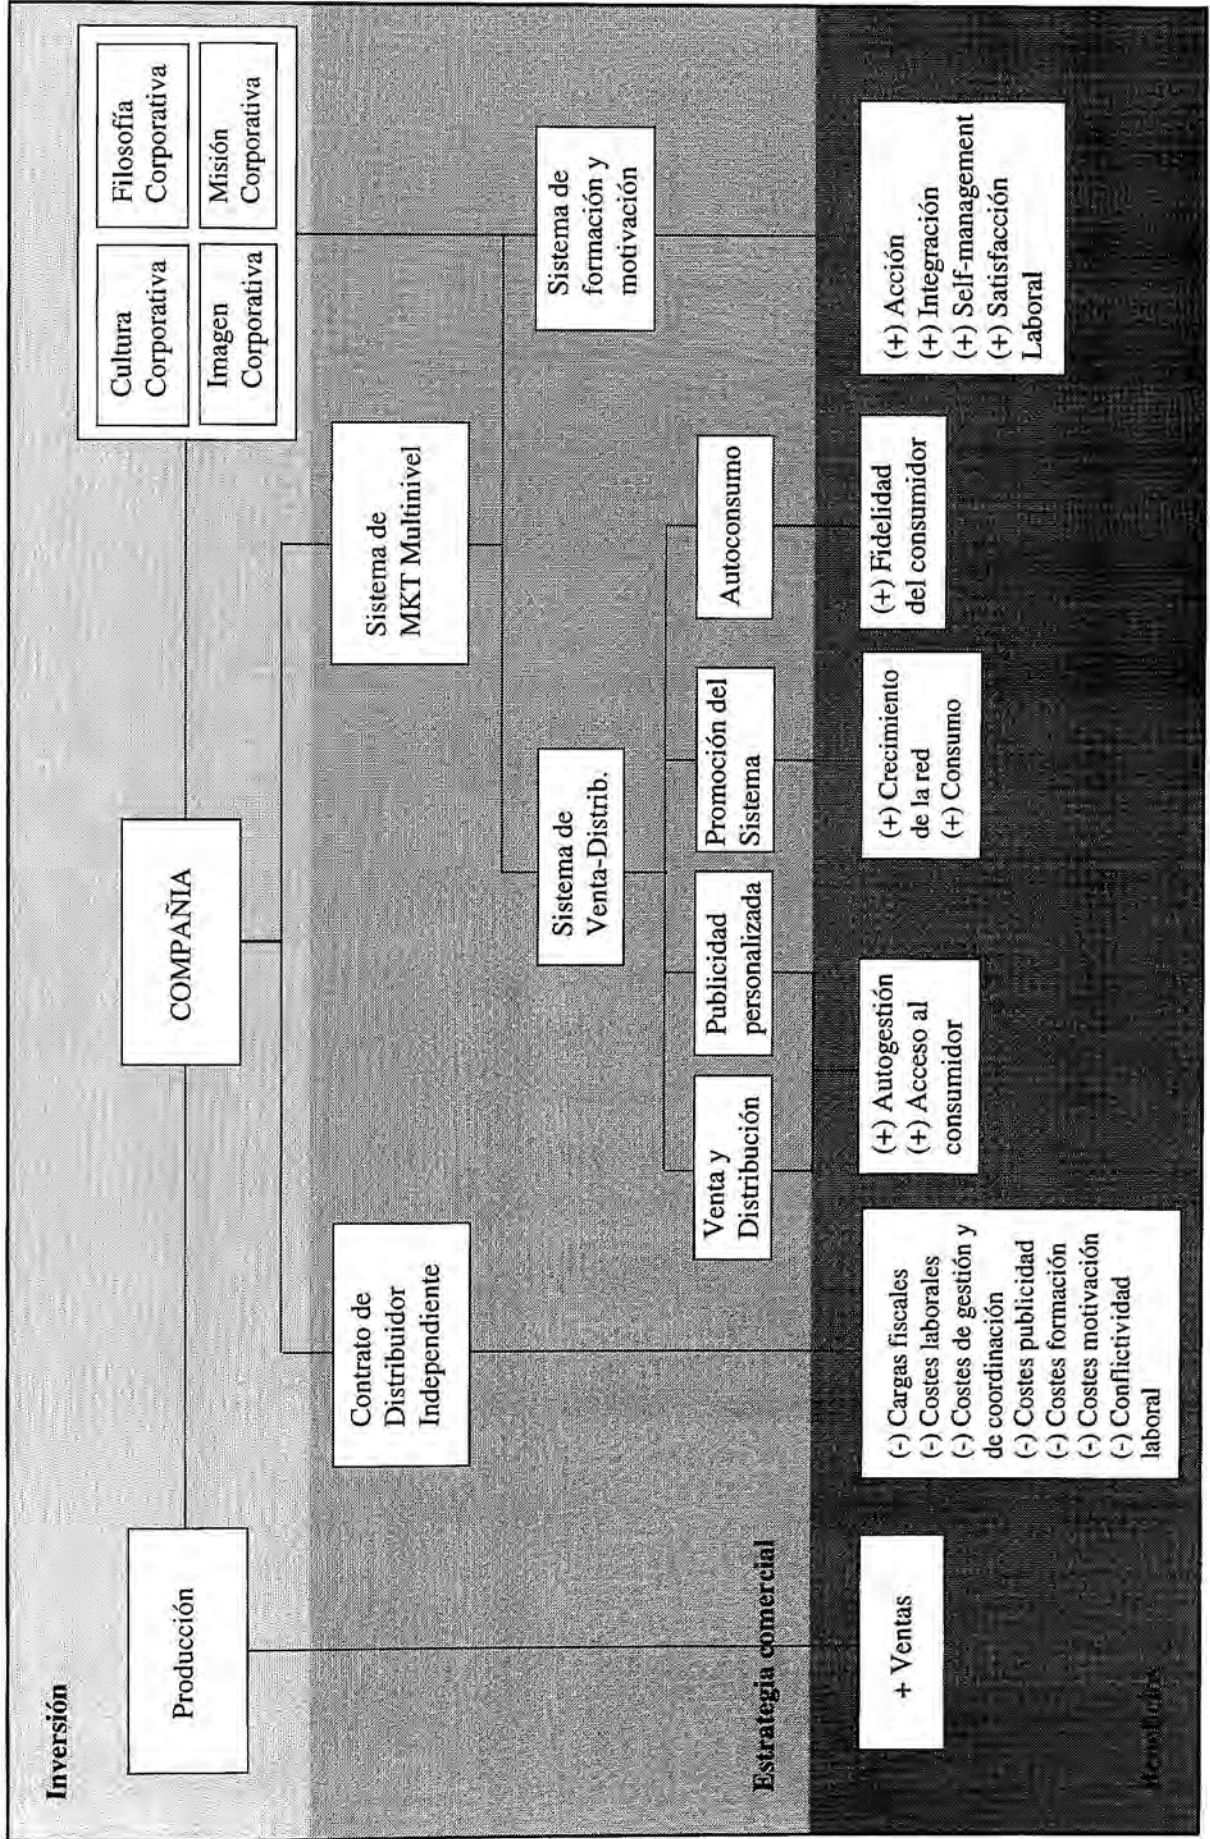 Inversión
Producción
COMPAÑIA
Cultura
Corporativa
Filosofía
Corporativa
Imagen
Corporativa
Misión
Corporativa
Contrato de
Distribuidor
Independiente
Sistema de
MKT Multinivel
Sistema de
Venta-Distrib.
Sistema de
formación y
motivación
Venta y
Distribución
Publicidad
personalizada
Promoción del
Sistema
Autoconsumo
Estrategia comercial
+ Ventas
(-) Cargas fiscales
(-) Costes laborales
(-) Costes de gestión y
de coordinación
(-) Costes publicidad
(-) Costes formación
(-) Costes motivación
(-) Conflictividad
laboral
(+) Autogestión
(+) Acceso al
consumidor
(+) Crecimiento
de la red
(+) Consumo
(+) Fidelidad
del consumidor
(+) Acción
(+) Integración
(+) Self-management
(+) Satisfacción
Laboral
Resultados